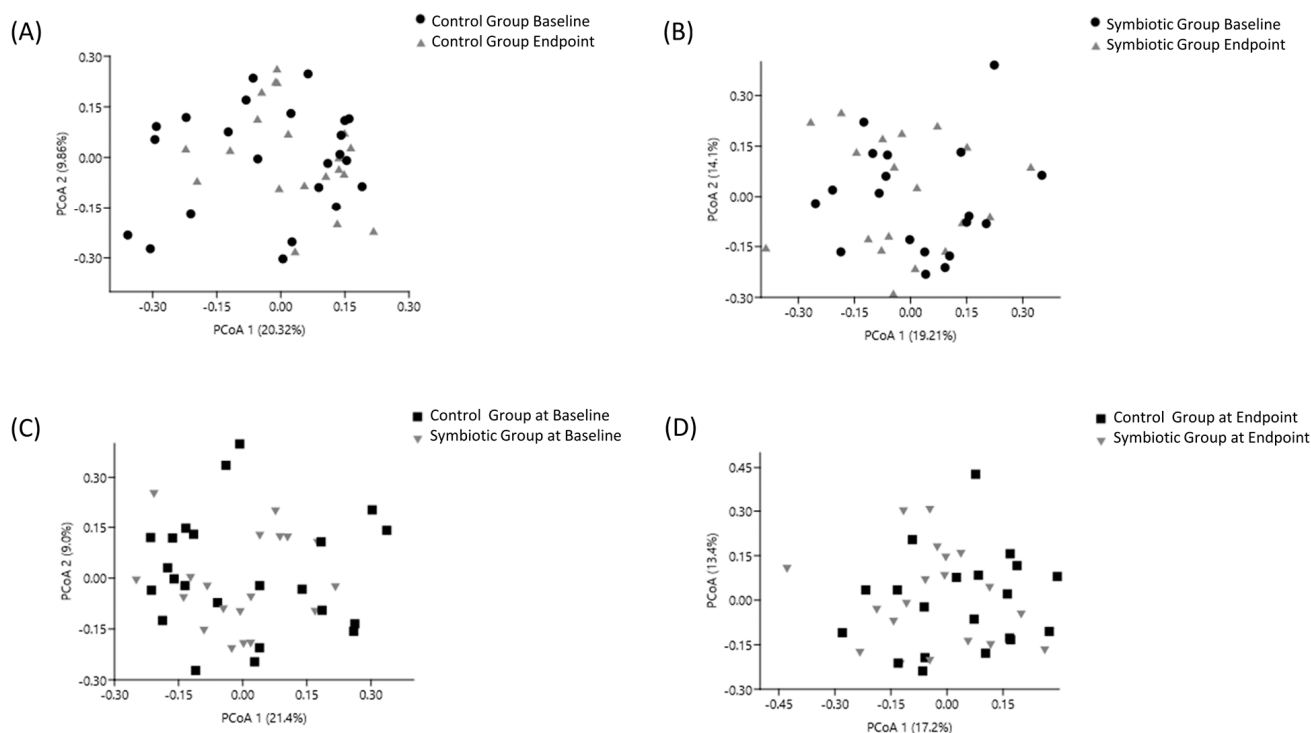 (A)
Control Group Baseline
Control Group Endpoint
0.30
0.15
0.00
-0.15
-0.30
PCoA 2 (9.86%)
-0.30
-0.15
0.00
0.15
0.30
PCoA 1 (20.32%)
(B)
Symbiotic Group Baseline
Symbiotic Group Endpoint
0.30
0.15
0.00
-0.15
-0.30
PCoA 2 (14.1%)
-0.30
-0.15
0.00
0.15
0.30
PCoA 1 (19.21%)
(C)
Control Group at Baseline
Symbiotic Group at Baseline
0.30
0.15
0.00
-0.15
-0.30
PCoA 2 (9.0%)
-0.30
-0.15
0.00
0.15
0.30
PCoA 1 (21.4%)
(D)
Control Group at Endpoint
Symbiotic Group at Endpoint
0.45
0.30
0.15
0.00
-0.15
-0.30
PCoA (13.4%)
-0.45
-0.30
-0.15
0.00
0.15
PCoA 1 (17.2%)